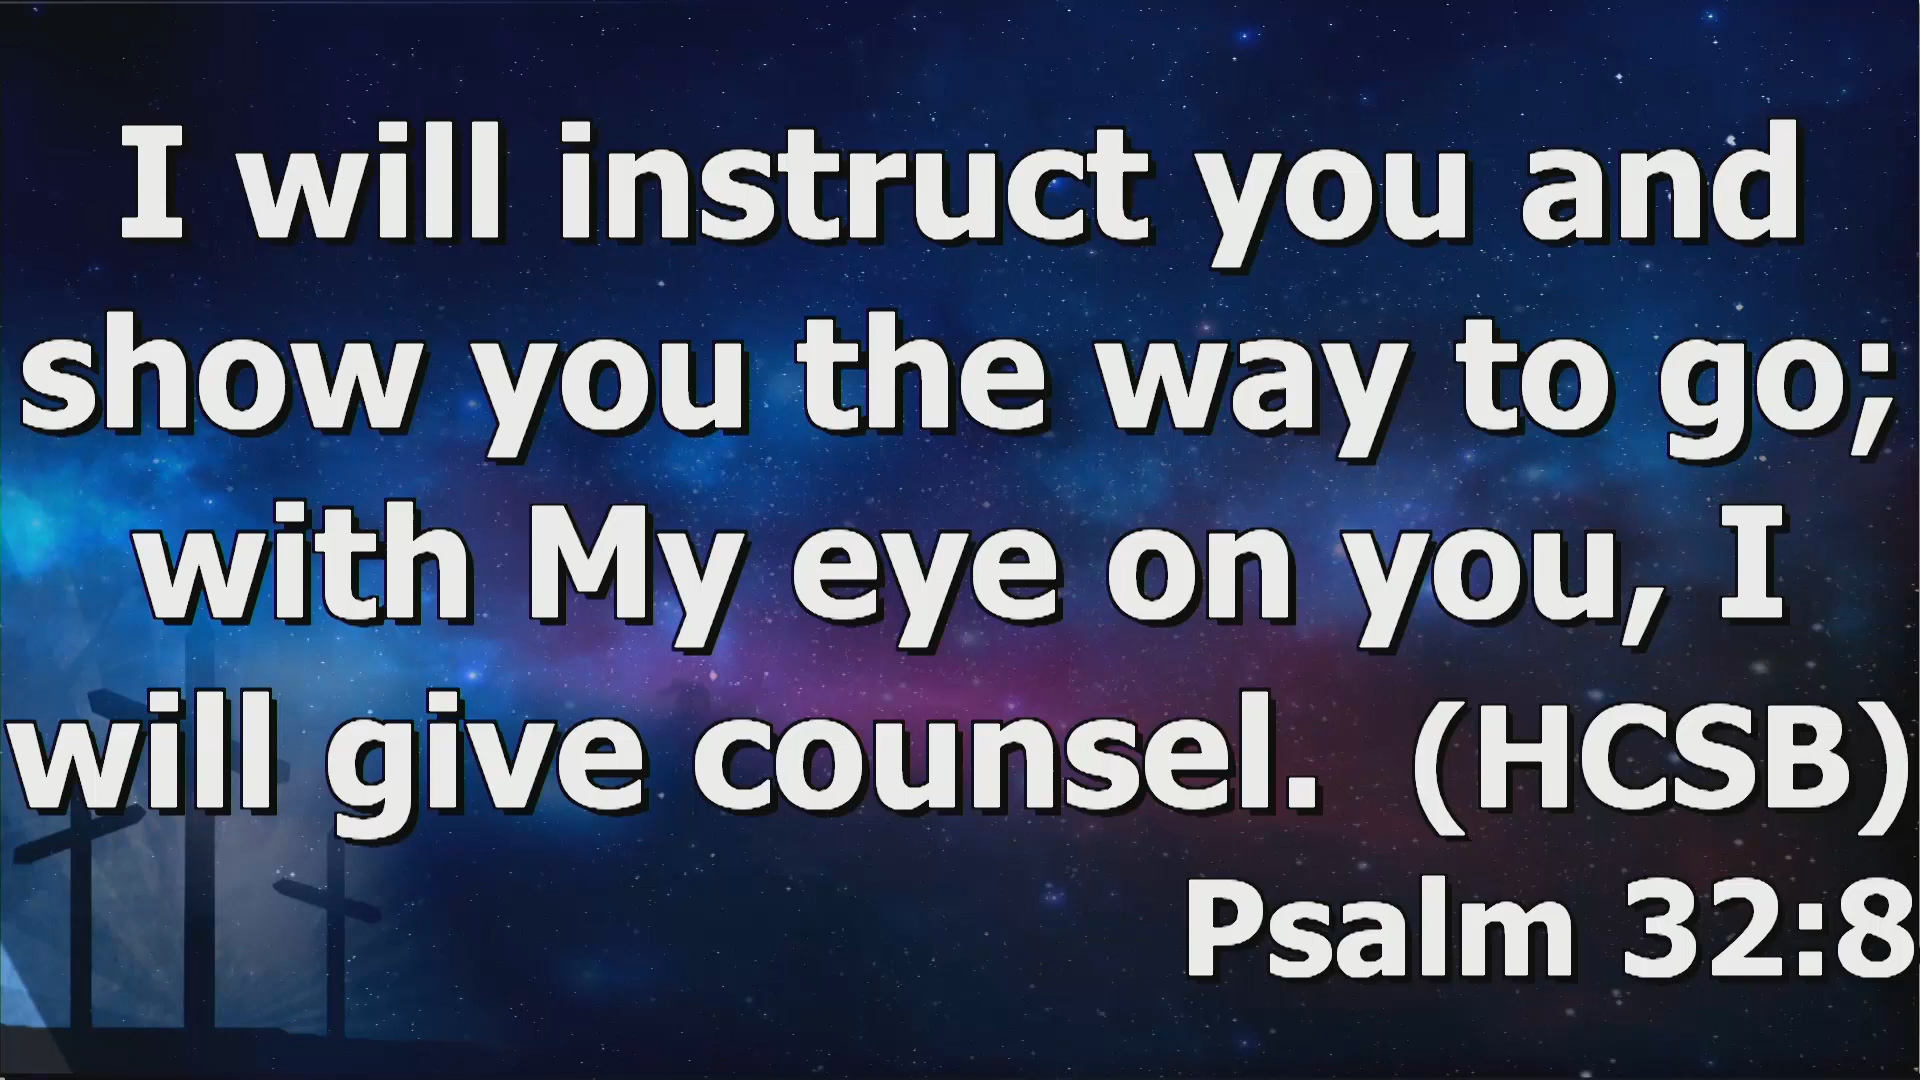 I will instruct you and
show you the way to go;
with My eye on you, I
will give counsel. (HCSB)
Psalm 32:8